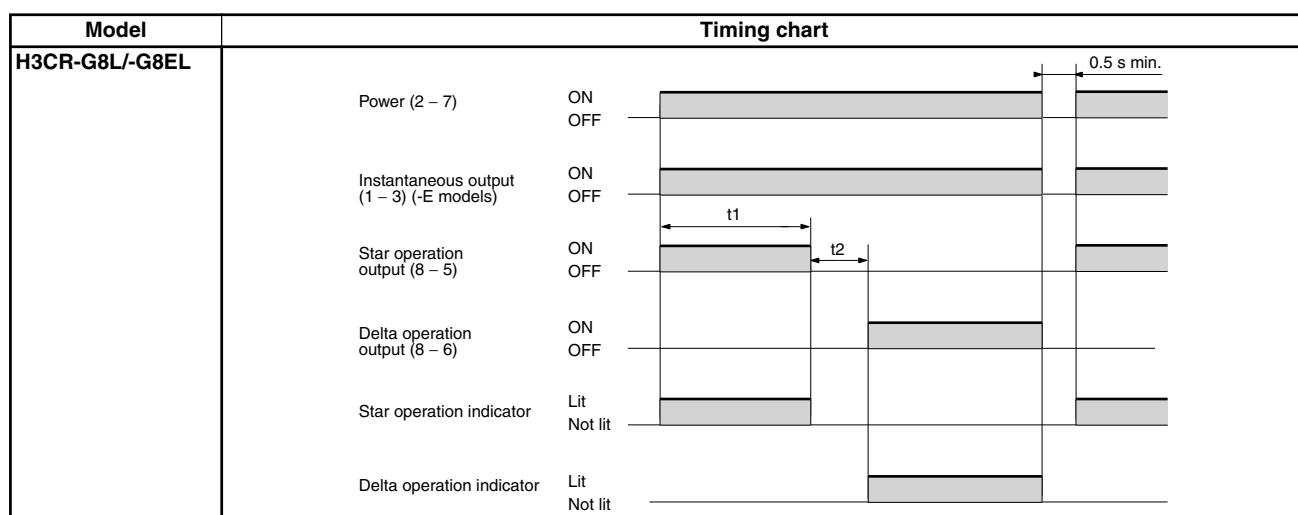 Model
Timing chart
H3CR-G8L/-G8EL
0.5 s min.
Power (2 – 7)
ON
OFF
Instantaneous output
(1 – 3) (-E models)
ON
OFF
t1
Star operation
output (8 – 5)
ON
OFF
t2
Delta operation
output (8 – 6)
ON
OFF
Star operation indicator
Lit
Not lit
Delta operation indicator
Lit
Not lit